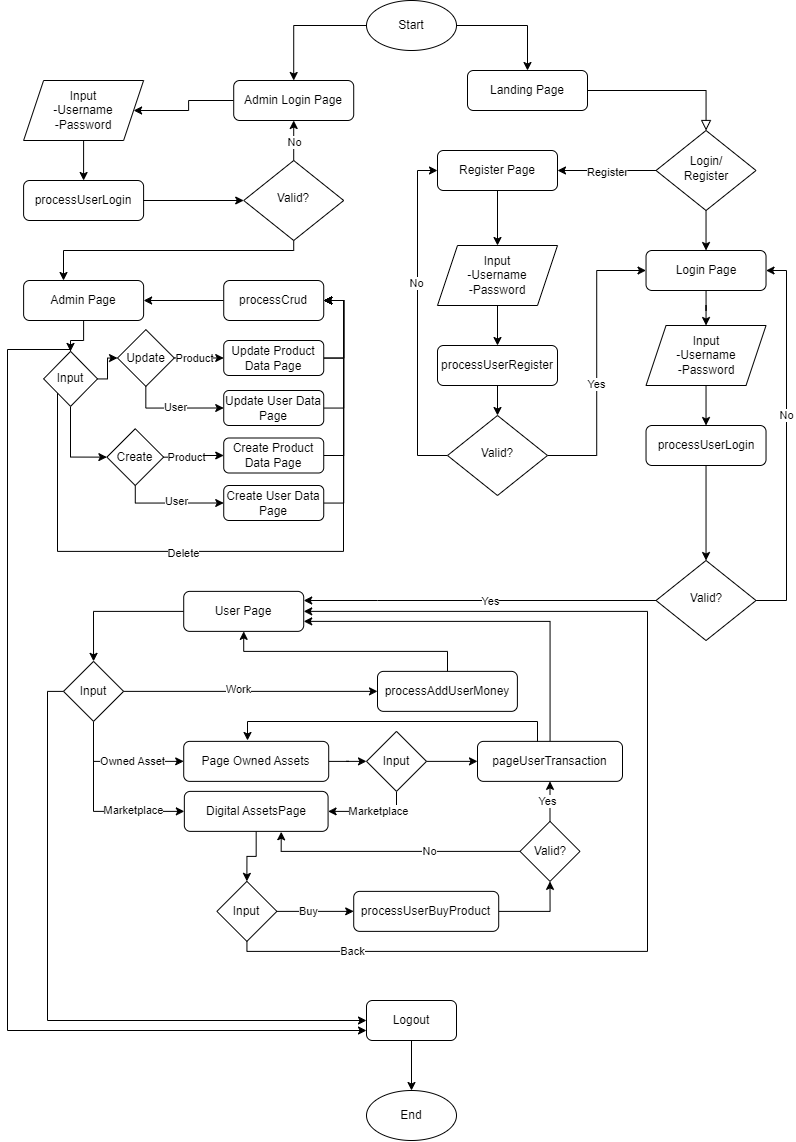 Start
Landing Page
Admin Login Page
Input
-Username
-Password
No
Login/
Register
Register Page
Register
processUserLogin
Valid?
Input
-Username
-Password
Login Page
No
Admin Page
processCrud
Input
-Username
-Password
Update
Product
Update Product
Data Page
processUserRegister
Input
Yes
User
Update User Data
Page
No
Create
Product
Create Product
Data Page
Valid?
processUserLogin
User
Create User Data
Page
Delete
Valid?
Yes
User Page
Input
Work
processAddUserMoney
Owned Asset
Page Owned Assets
Input
pageUserTransaction
Marketplace
Digital AssetsPage
Marketplace
Yes
No
Valid?
Input
Buy
processUserBuyProduct
Back
Logout
End